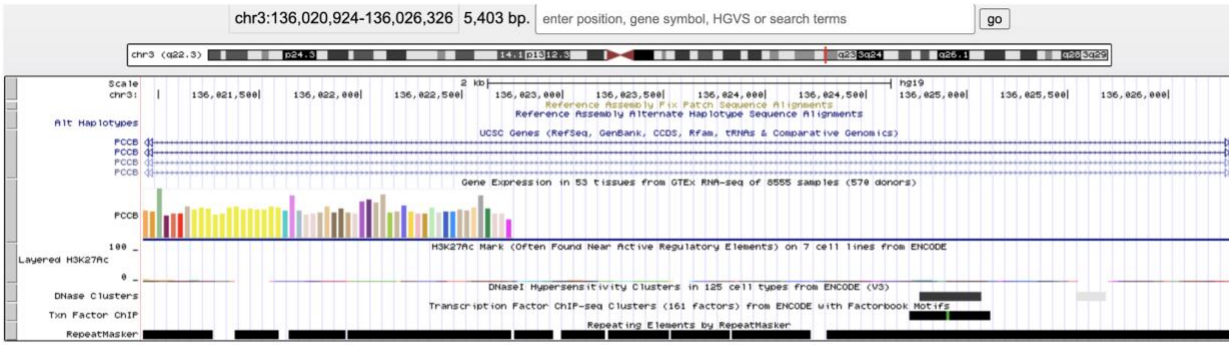 chr3:136,020,924-136,026,326 5,403 bp. enter position, gene symbol, HGVS or search terms go
chr3 (q22.3) p24.3 14.1 p13 12.3 q23 3q24 q26.1 q28 3q29
Scale 2 kb hg19
chr3: 136,021,500 136,022,000 136,022,500 136,023,000 136,023,500 136,024,000 136,024,500 136,025,000 136,025,500 136,026,000
Reference Assembly Fix Patch Sequence Alignments
Reference Assembly Alternate Haplotype Sequence Alignments
Alt Haplotypes
UCSC Genes (RefSeq, GenBank, CCDS, Rfam, tRNAs & Comparative Genomics)
PCCB
PCCB
PCCB
PCCB
Gene Expression in 53 tissues from GTEx RNA-seq of 8555 samples (570 donors)
PCCB
H3K27Ac Mark (Often Found Near Active Regulatory Elements) on 7 cell lines from ENCODE
100 _
Layered H3K27Ac
0 _
DNaseI Hypersensitivity Clusters in 125 cell types from ENCODE (V3)
DNase Clusters
Transcription Factor ChIP-seq Clusters (161 factors) from ENCODE with Factorbook Motifs
Txn Factor ChIP
Repeating Elements by RepeatMasker
RepeatMasker